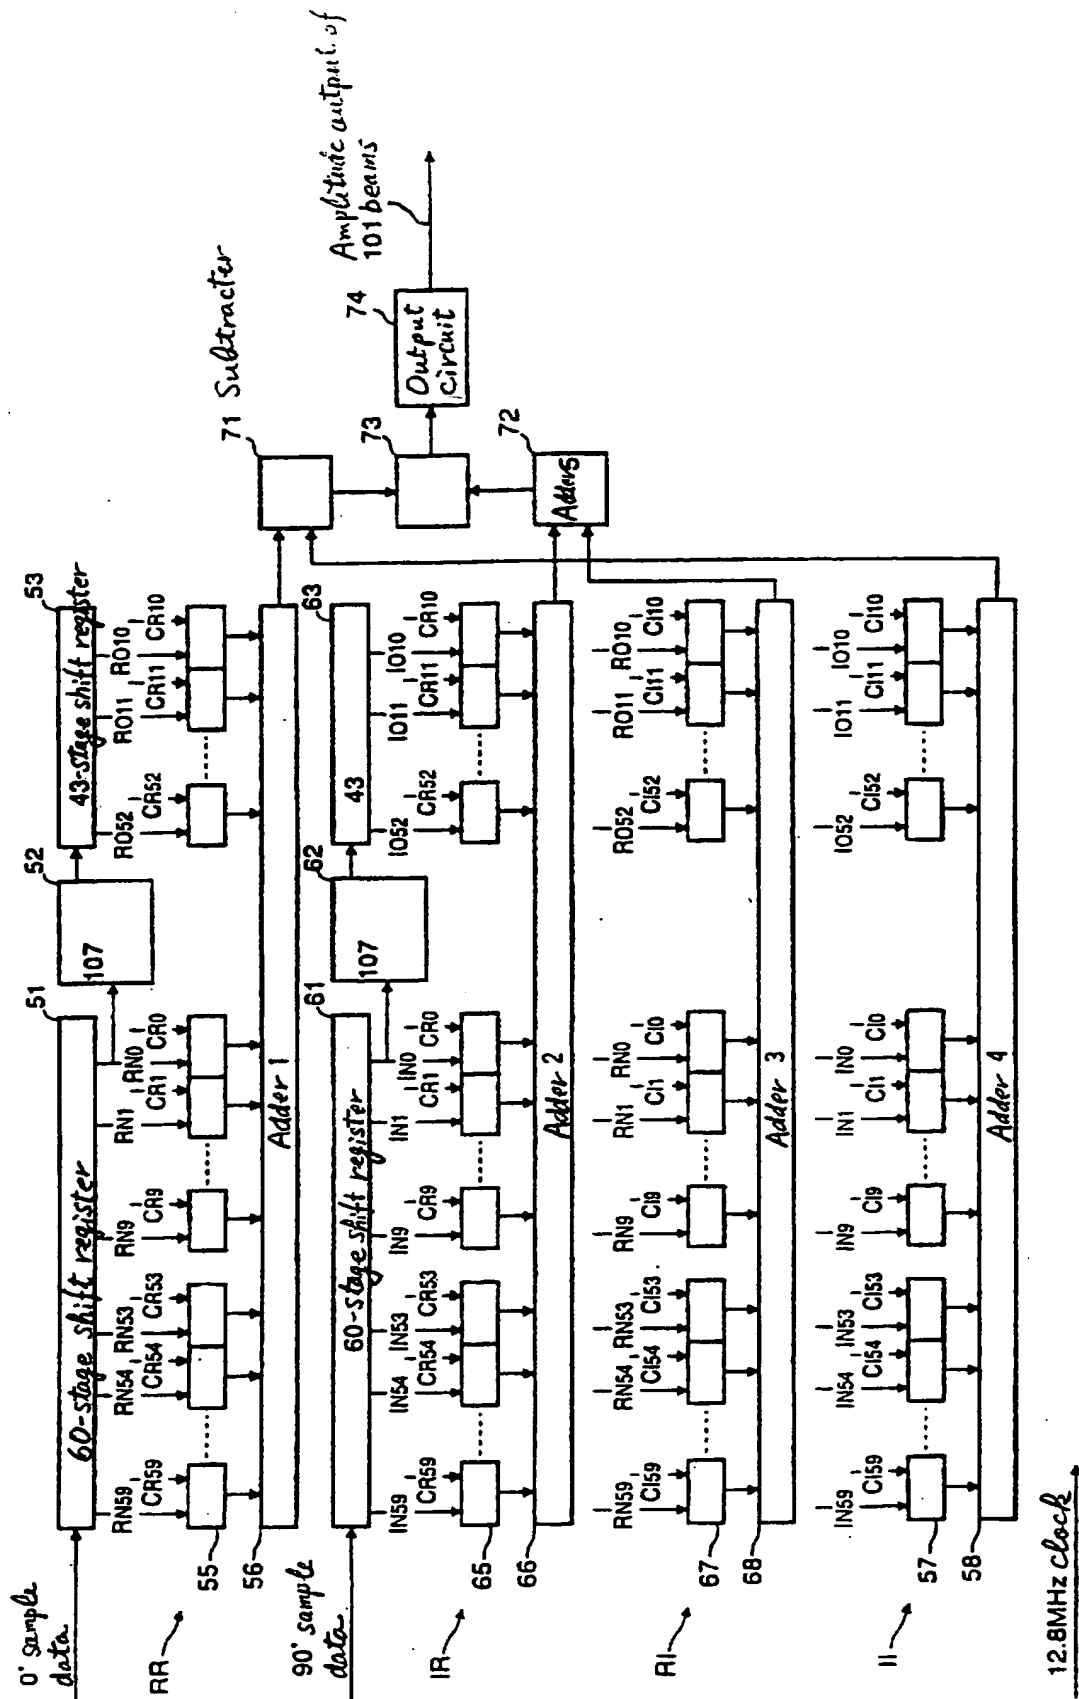 0° sample
data
60-stage shift register
51
52
107
53
43-stage shift register
RR
RN59
CR59
RN54
CR54
RN53
CR53
RN9
CR9
RN1
CR1
RN0
CR0
RO52
CR52
RO11
CR11
RO10
CR10
55
56
Adder 1
71 Subtracter
90° sample
data
60-stage shift register
61
62
107
63
43
IR
IN59
CR59
IN54
CR54
IN53
CR53
IN9
CR9
IN1
CR1
IN0
CR0
IO52
CR52
IO11
CR11
IO10
CR10
65
66
Adder 2
73
74
Output
circuit
Amplitude output of
101 beams
72
Adder5
RI
RN59
CI59
RN54
CI54
RN53
CI53
RN9
CI9
RN1
CI1
RN0
CI0
RO52
CI52
RO11
CI11
RO10
CI10
67
68
Adder 3
II
IN59
CI59
IN54
CI54
IN53
CI53
IN9
CI9
IN1
CI1
IN0
CI0
IO52
CI52
IO11
CI11
IO10
CI10
57
58
Adder 4
12.8MHz clock